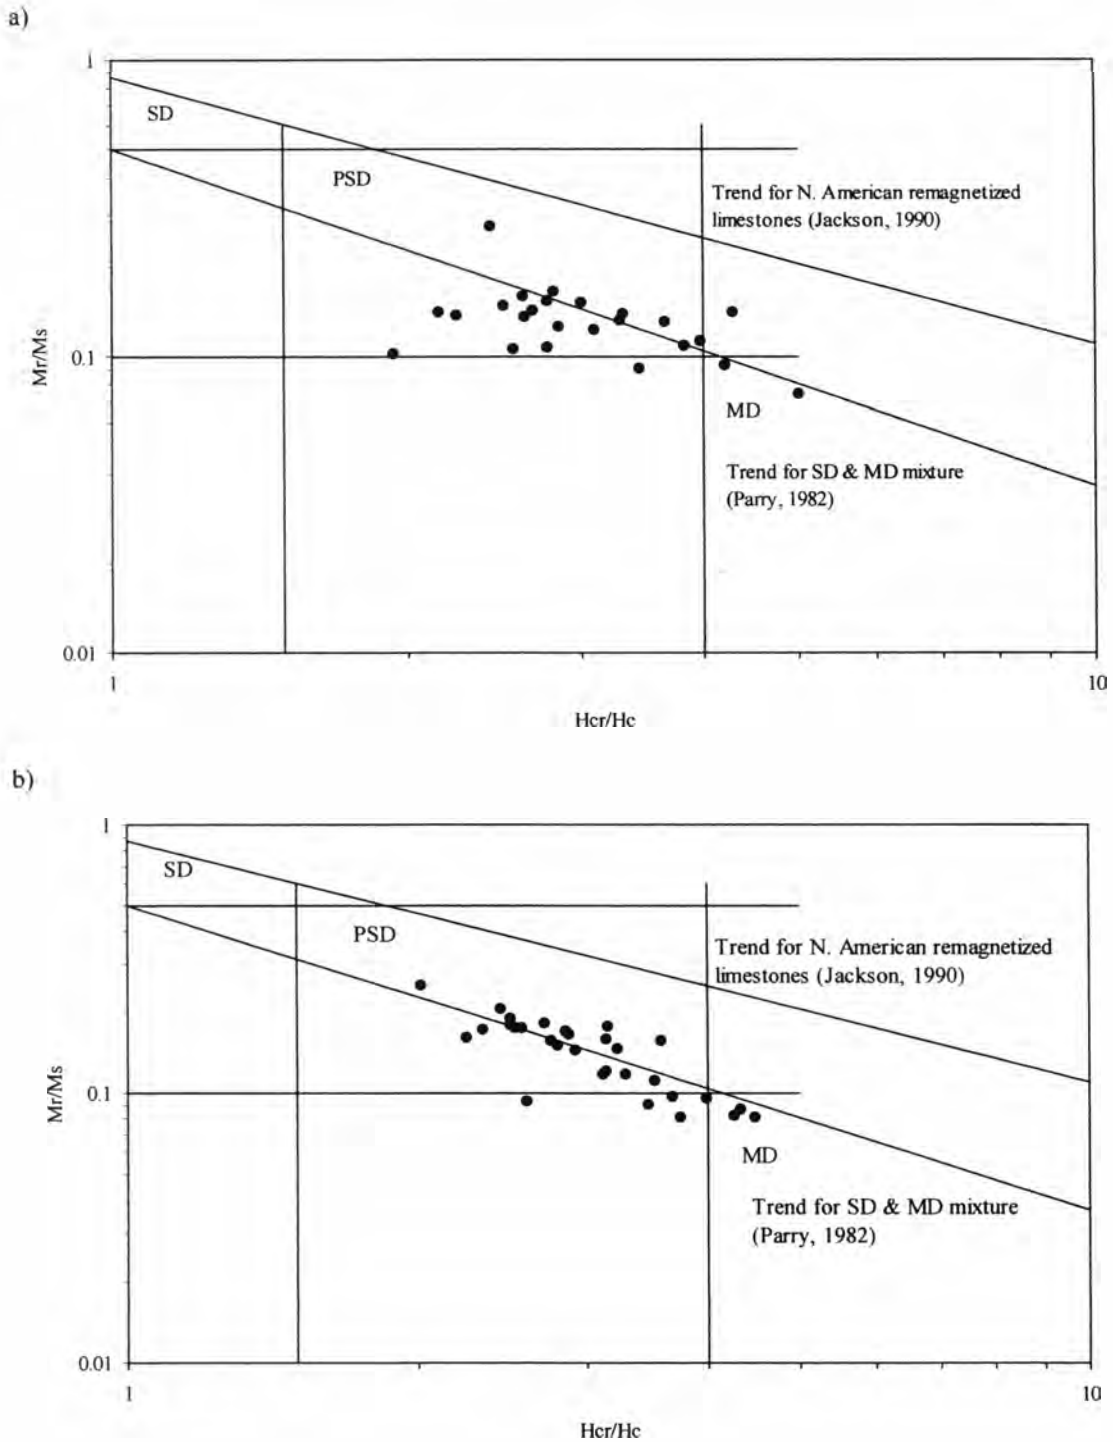 a)
1
SD
PSD
Trend for N. American remagnetized
limestones (Jackson, 1990)
Mr/Ms
0.1
MD
Trend for SD & MD mixture
(Parry, 1982)
0.01
1
10
Hcr/Hc
b)
1
SD
PSD
Trend for N. American remagnetized
limestones (Jackson, 1990)
Mr/Ms
0.1
MD
Trend for SD & MD mixture
(Parry, 1982)
0.01
1
10
Hcr/Hc